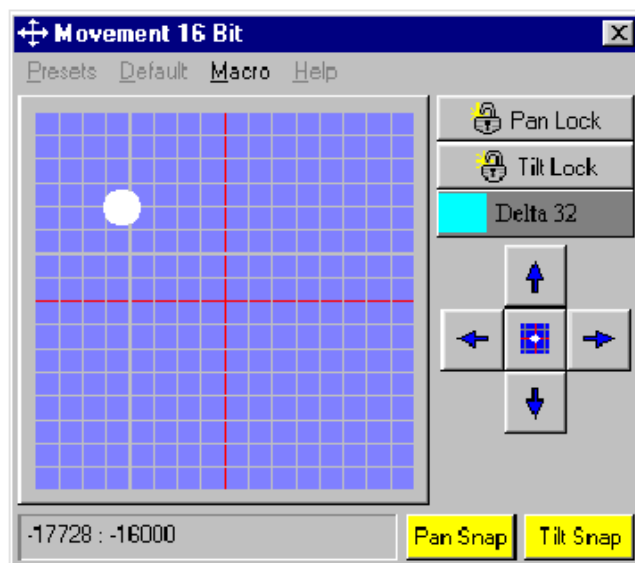 Movement 16 Bit
Presets Default Macro Help
Pan Lock
Tilt Lock
Delta 32
-17728 : -16000
Pan Snap Tilt Snap